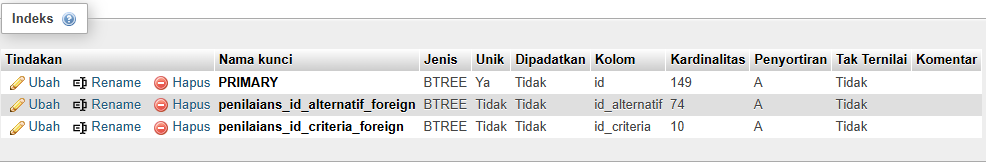 Indeks
Tindakan Nama kunci Jenis Unik Dipadatkan Kolom Kardinalitas Penyortiran Tak Ternilai Komentar
Ubah Rename Hapus PRIMARY BTREE Ya Tidak id 149 A Tidak
Ubah Rename Hapus penilaians_id_alternatif_foreign BTREE Tidak Tidak id_alternatif 74 A Tidak
Ubah Rename Hapus penilaians_id_criteria_foreign BTREE Tidak Tidak id_criteria 10 A Tidak